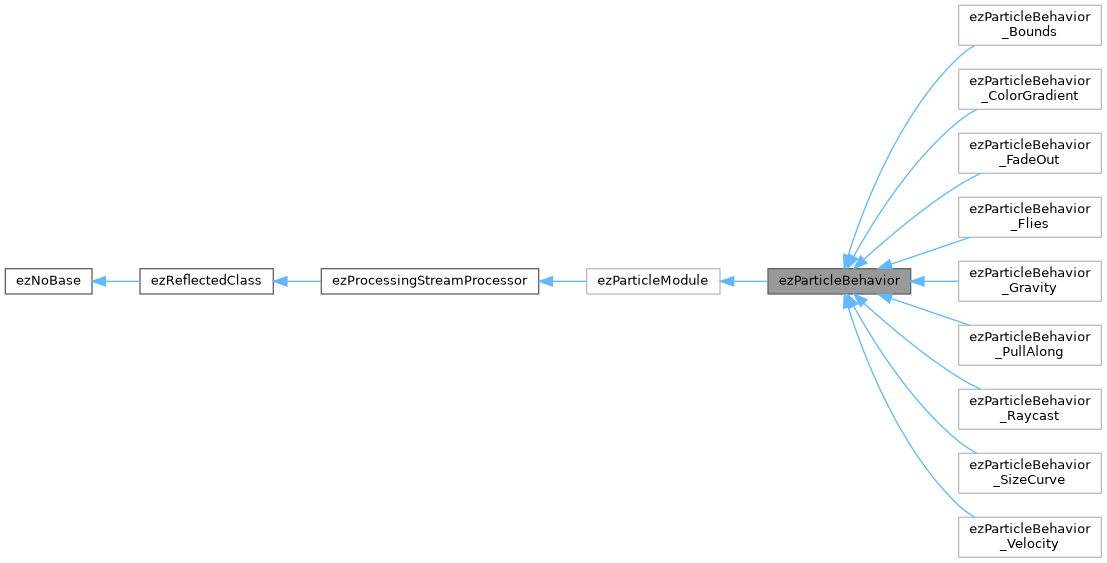 ezParticleBehavior
_Bounds
ezParticleBehavior
_ColorGradient
ezParticleBehavior
_FadeOut
ezParticleBehavior
_Flies
ezNoBase
ezReflectedClass
ezProcessingStreamProcessor
ezParticleModule
ezParticleBehavior
ezParticleBehavior
_Gravity
ezParticleBehavior
_PullAlong
ezParticleBehavior
_Raycast
ezParticleBehavior
_SizeCurve
ezParticleBehavior
_Velocity